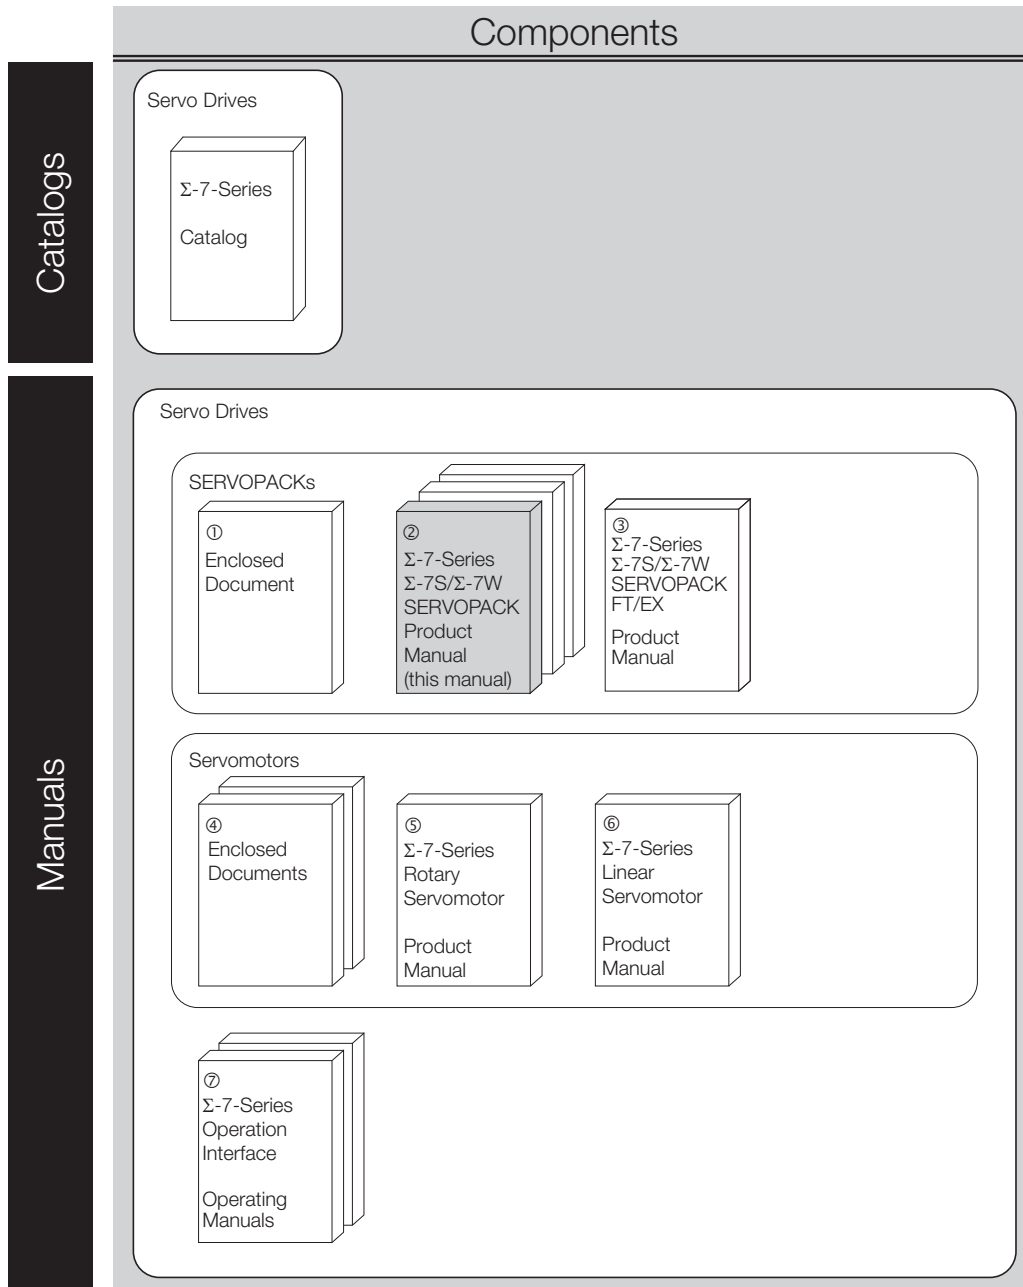 Components
Catalogs
Servo Drives
Σ-7-Series
Catalog
Manuals
Servo Drives
SERVOPACKs
①
Enclosed
Document
②
Σ-7-Series
Σ-7S/Σ-7W
SERVOPACK
Product
Manual
(this manual)
③
Σ-7-Series
Σ-7S/Σ-7W
SERVOPACK
FT/EX
Product
Manual
Servomotors
④
Enclosed
Documents
⑤
Σ-7-Series
Rotary
Servomotor
Product
Manual
⑥
Σ-7-Series
Linear
Servomotor
Product
Manual
⑦
Σ-7-Series
Operation
Interface
Operating
Manuals